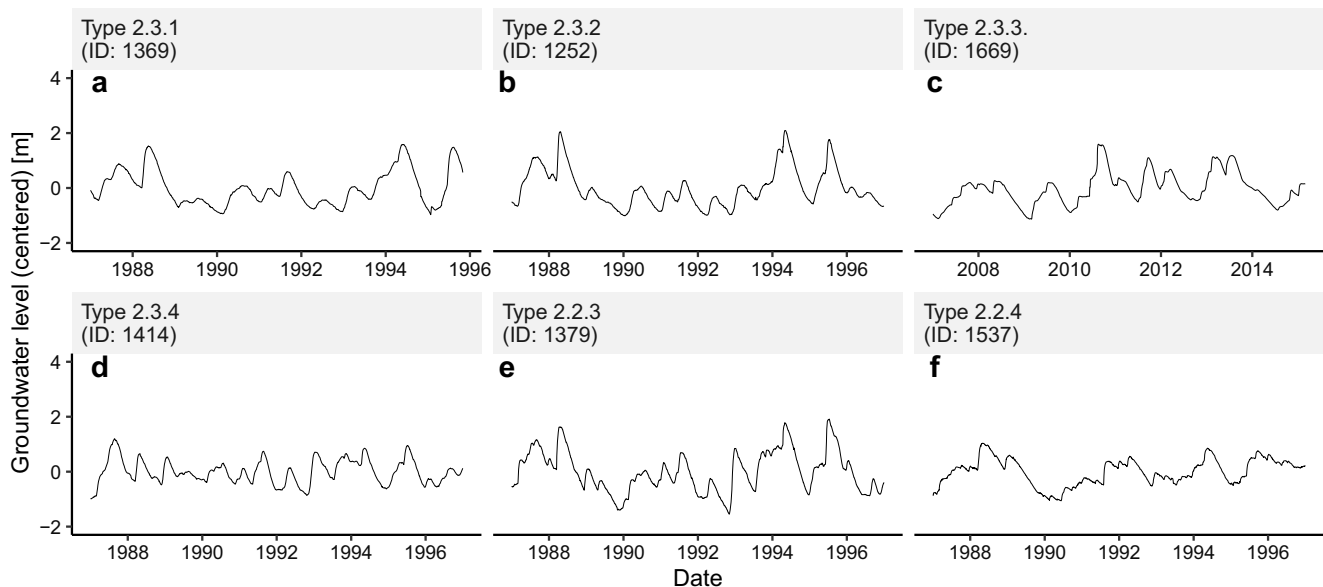 Type 2.3.1
(ID: 1369)
Type 2.3.2
(ID: 1252)
Type 2.3.3.
(ID: 1669)
a
b
c
4
2
0
−2
1988 1990 1992 1994 1996
1988 1990 1992 1994 1996
2008 2010 2012 2014
Type 2.3.4
(ID: 1414)
Type 2.2.3
(ID: 1379)
Type 2.2.4
(ID: 1537)
d
e
f
4
2
0
−2
1988 1990 1992 1994 1996
1988 1990 1992 1994 1996
1988 1990 1992 1994 1996
Groundwater level (centered) [m]
Date